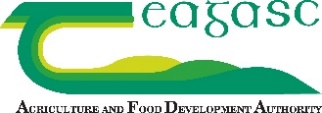 Teagasc
AGRICULTURE AND FOOD DEVELOPMENT AUTHORITY